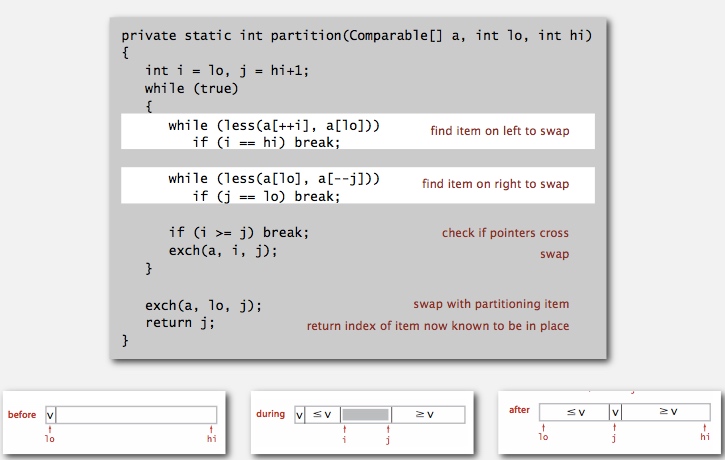 private static int partition(Comparable[] a, int lo, int hi)
{
int i = lo, j = hi+1;
while (true)
{
while (less(a[++i], a[lo])) find item on left to swap
if (i == hi) break;
while (less(a[lo], a[--j])) find item on right to swap
if (j == lo) break;
if (i >= j) break; check if pointers cross
exch(a, i, j); swap
}
exch(a, lo, j); swap with partitioning item
return j; return index of item now known to be in place
}
before v
lo hi
during v ≤ v ≥ v
i j
after ≤ v v ≥ v
lo j hi